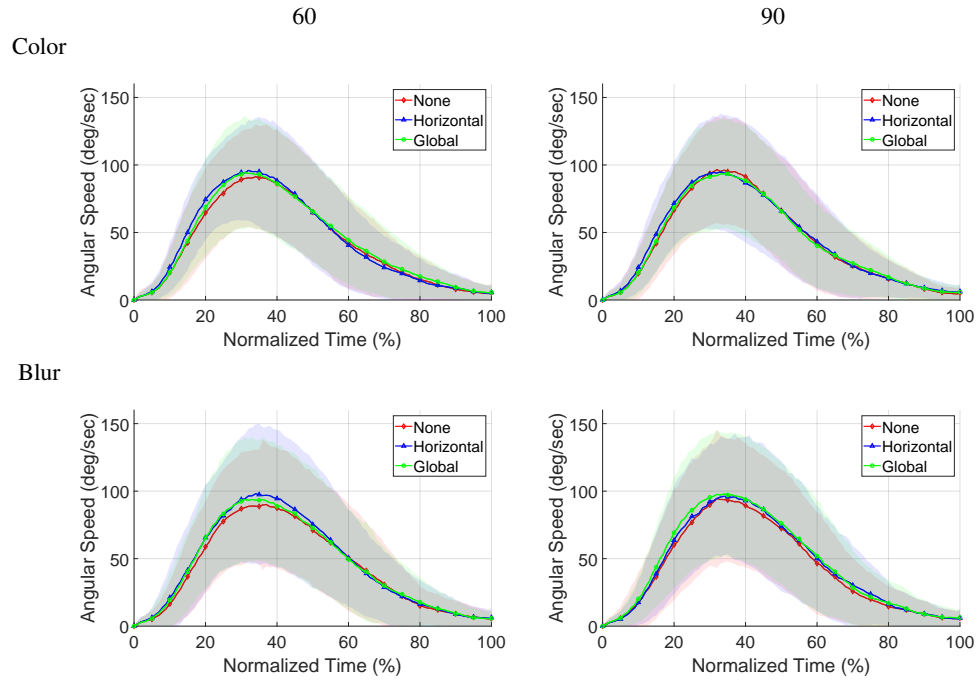 60
90
Color
Angular Speed (deg/sec)
150
100
50
0
0 20 40 60 80 100
Normalized Time (%)
None
Horizontal
Global
Angular Speed (deg/sec)
150
100
50
0
0 20 40 60 80 100
Normalized Time (%)
None
Horizontal
Global
Blur
Angular Speed (deg/sec)
150
100
50
0
0 20 40 60 80 100
Normalized Time (%)
None
Horizontal
Global
Angular Speed (deg/sec)
150
100
50
0
0 20 40 60 80 100
Normalized Time (%)
None
Horizontal
Global